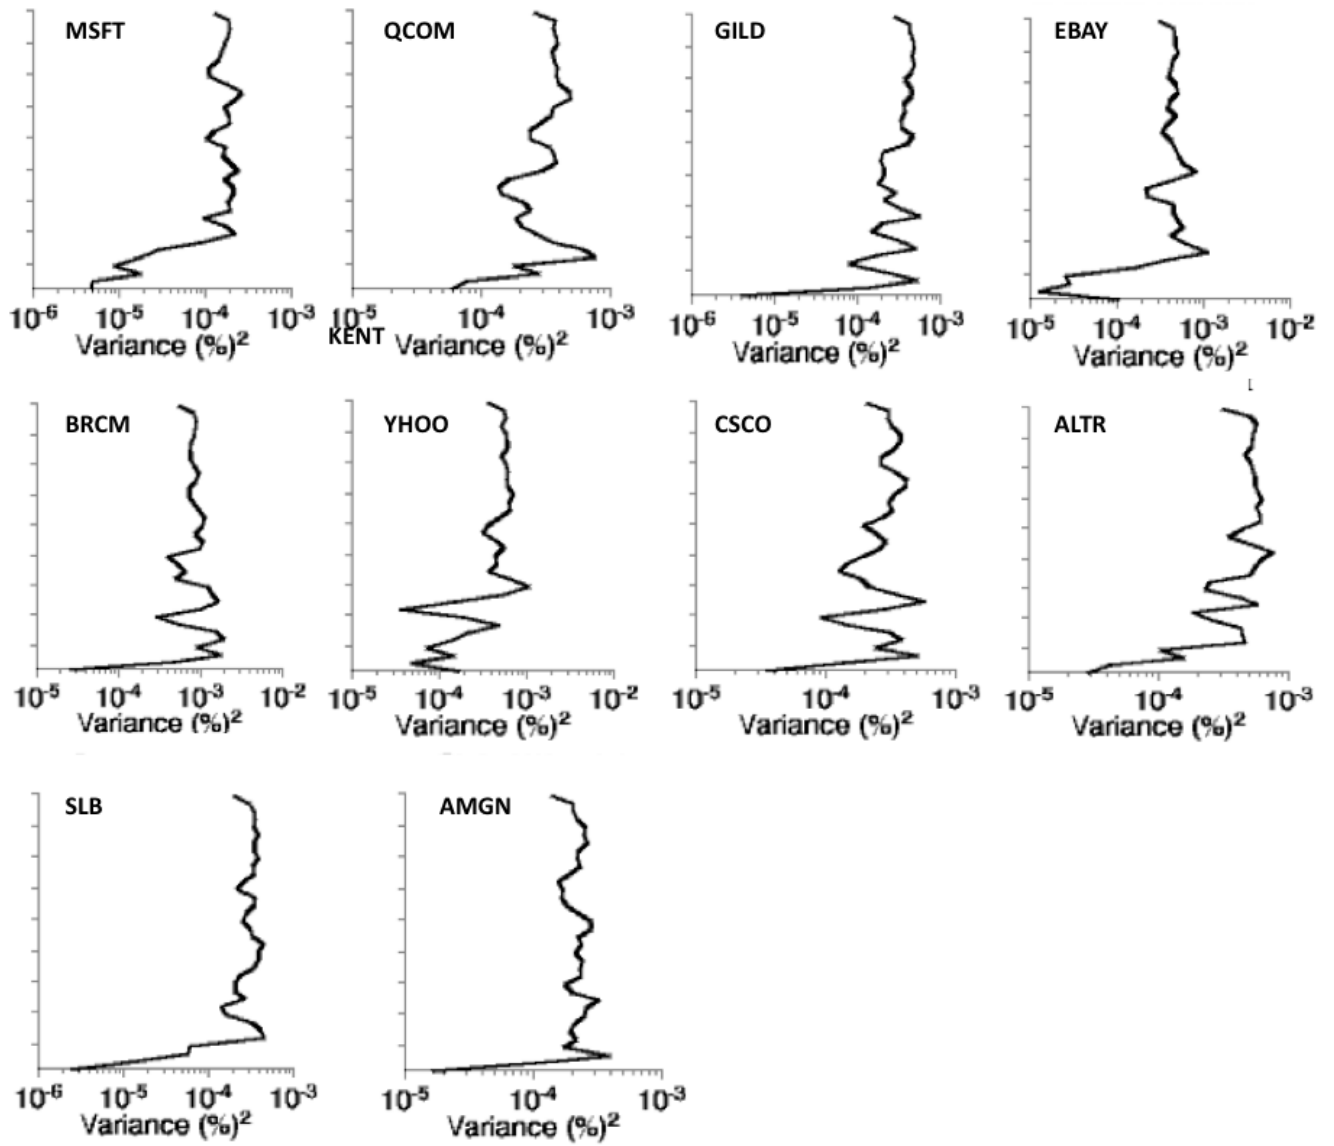 MSFT QCOM GILD EBAY
10-6 10-5 10-4 10-3 10-5 10-4 10-3 10-6 10-5 10-4 10-3 10-5 10-4 10-3 10-2
KENT
Variance (%)2 Variance (%)2 Variance (%)2 Variance (%)2
BRCM YHOO CSCO ALTR
10-5 10-4 10-3 10-2 10-5 10-4 10-3 10-2 10-5 10-4 10-3 10-5 10-4 10-3
Variance (%)2 Variance (%)2 Variance (%)2 Variance (%)2
SLB AMGN
10-6 10-5 10-4 10-3 10-5 10-4 10-3
Variance (%)2 Variance (%)2